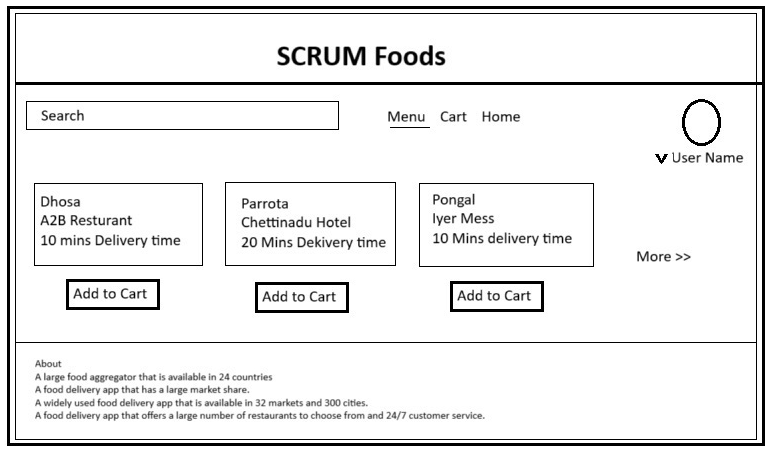 SCRUM Foods
Search
Menu Cart Home
v User Name
Dhosa
A2B Resturant
10 mins Delivery time
Add to Cart
Parrota
Chettinadu Hotel
20 Mins Dekivery time
Add to Cart
Pongal
Iyer Mess
10 Mins delivery time
Add to Cart
More >>
About
A large food aggregator that is available in 24 countries
A food delivery app that has a large market share.
A widely used food delivery app that is available in 32 markets and 300 cities.
A food delivery app that offers a large number of restaurants to choose from and 24/7 customer service.